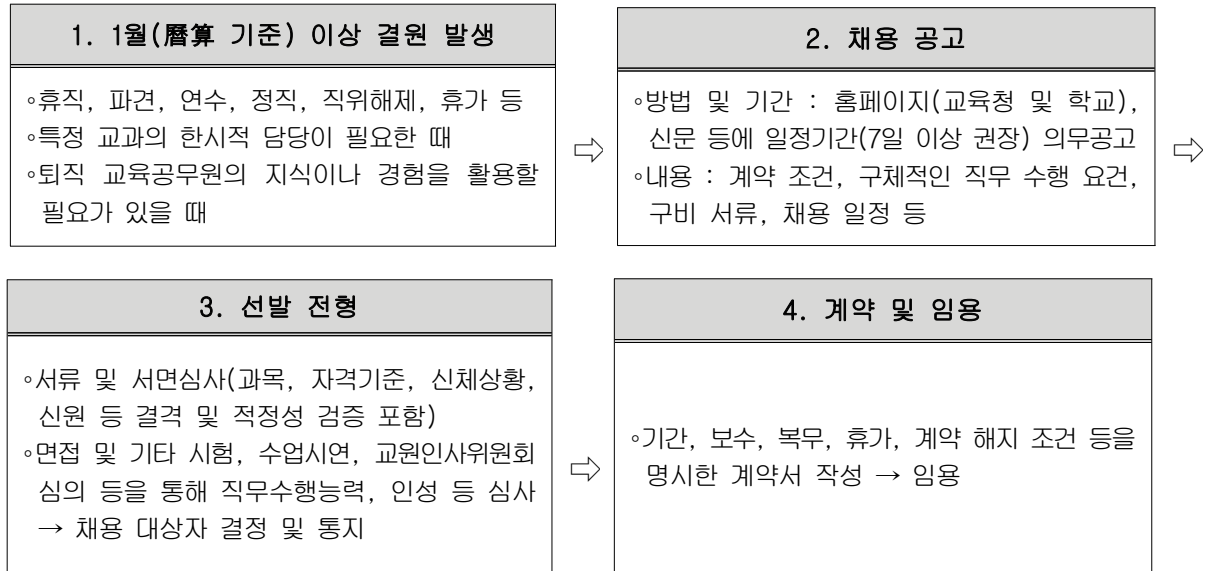 1. 1월(曆算 기준) 이상 결원 발생
◦휴직, 파견, 연수, 정직, 직위해제, 휴가 등
◦특정 교과의 한시적 담당이 필요한 때
◦퇴직 교육공무원의 지식이나 경험을 활용할
필요가 있을 때
⇨
2. 채용 공고
◦방법 및 기간 : 홈페이지(교육청 및 학교),
신문 등에 일정기간(7일 이상 권장) 의무공고
◦내용 : 계약 조건, 구체적인 직무 수행 요건,
구비 서류, 채용 일정 등
⇨
3. 선발 전형
◦서류 및 서면심사(과목, 자격기준, 신체상황,
신원 등 결격 및 적정성 검증 포함)
◦면접 및 기타 시험, 수업시연, 교원인사위원회
심의 등을 통해 직무수행능력, 인성 등 심사
→ 채용 대상자 결정 및 통지
⇨
4. 계약 및 임용
◦기간, 보수, 복무, 휴가, 계약 해지 조건 등을
명시한 계약서 작성 → 임용